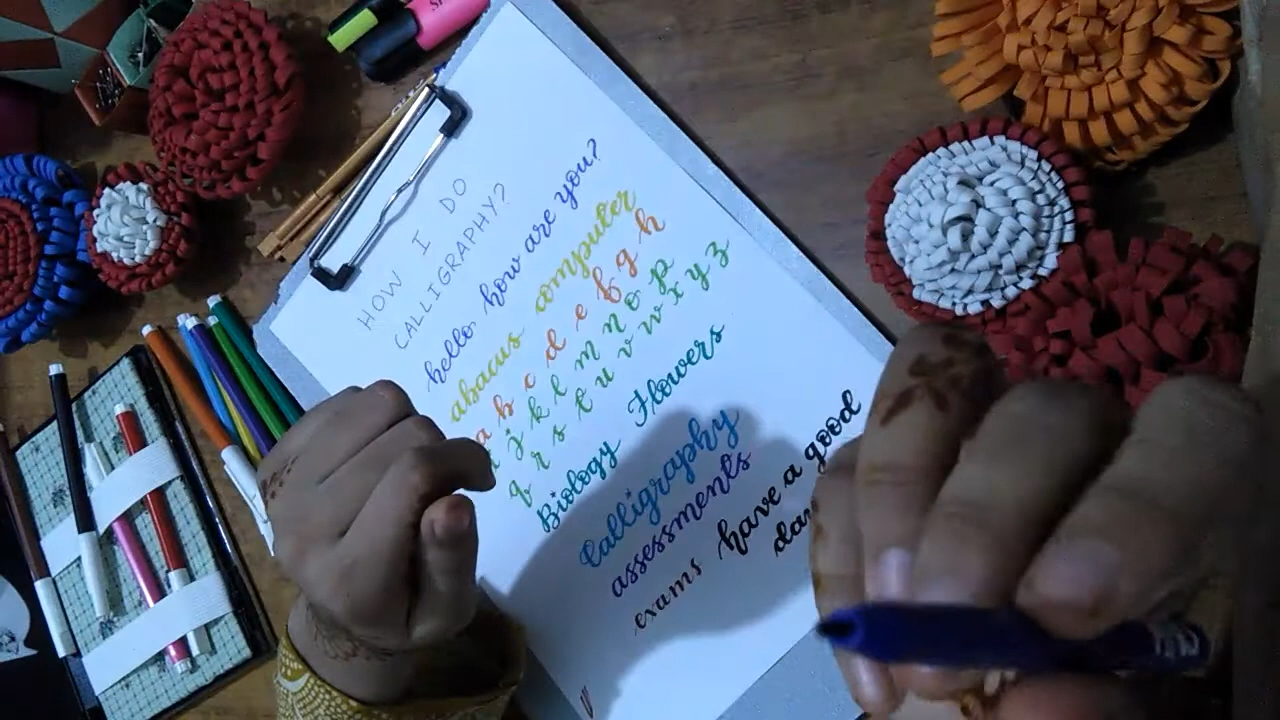 HOW I DO
CALLIGRAPHY?
hello, how are you?
abacus computer
a b c d e f g h
j k l m n o p
q r s t u v w x y z
Biology Flowers
Calligraphy
assessments
exams have a good
day